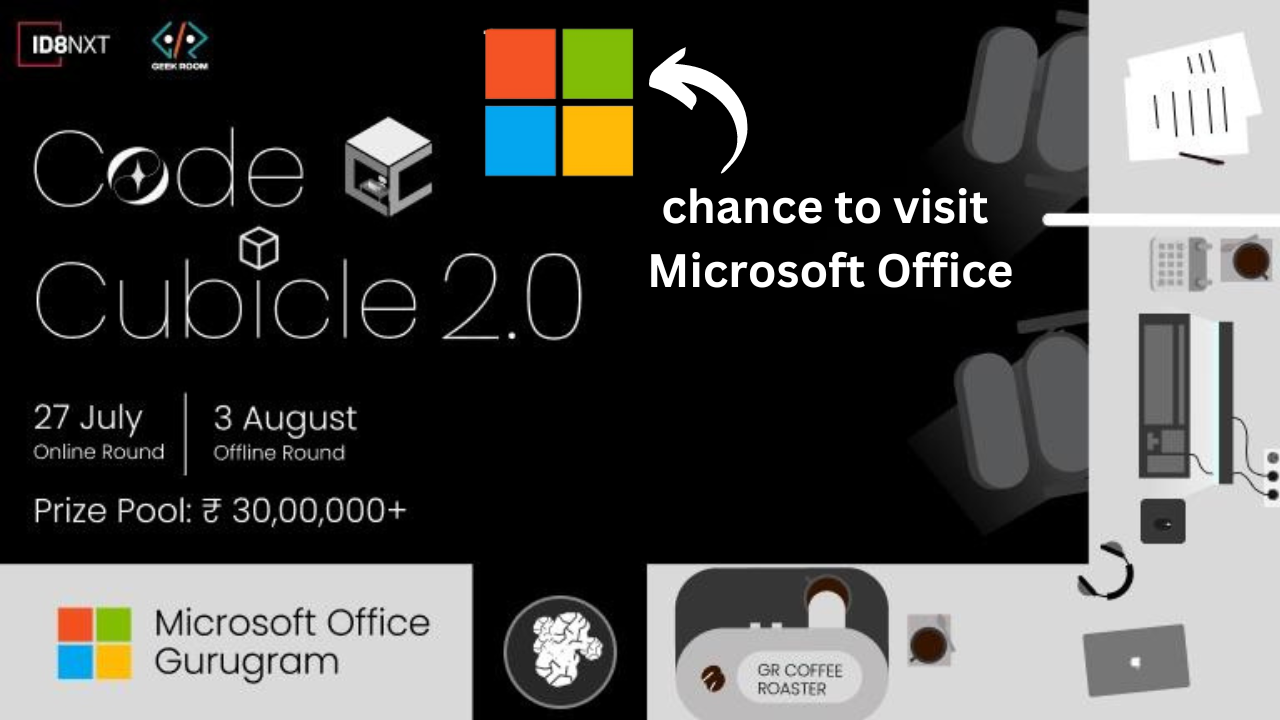 ID8NXT
GEEK ROOM
Code
Cubicle 2.0
chance to visit
Microsoft Office
27 July
Online Round
3 August
Offline Round
Prize Pool: ₹ 30,00,000+
Microsoft Office
Gurugram
GR COFFEE
ROASTER